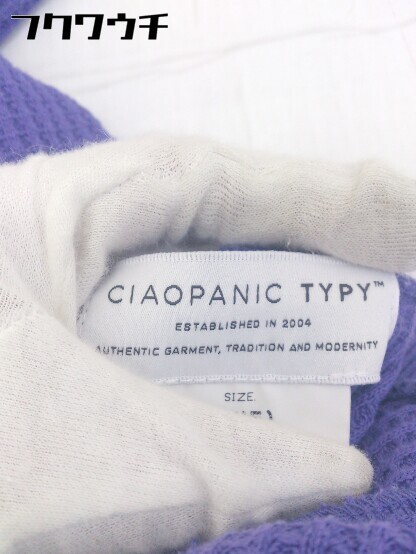 フクワウチ
CIAOPANIC TYPY™
ESTABLISHED IN 2004
AUTHENTIC GARMENT, TRADITION AND MODERNITY
SIZE